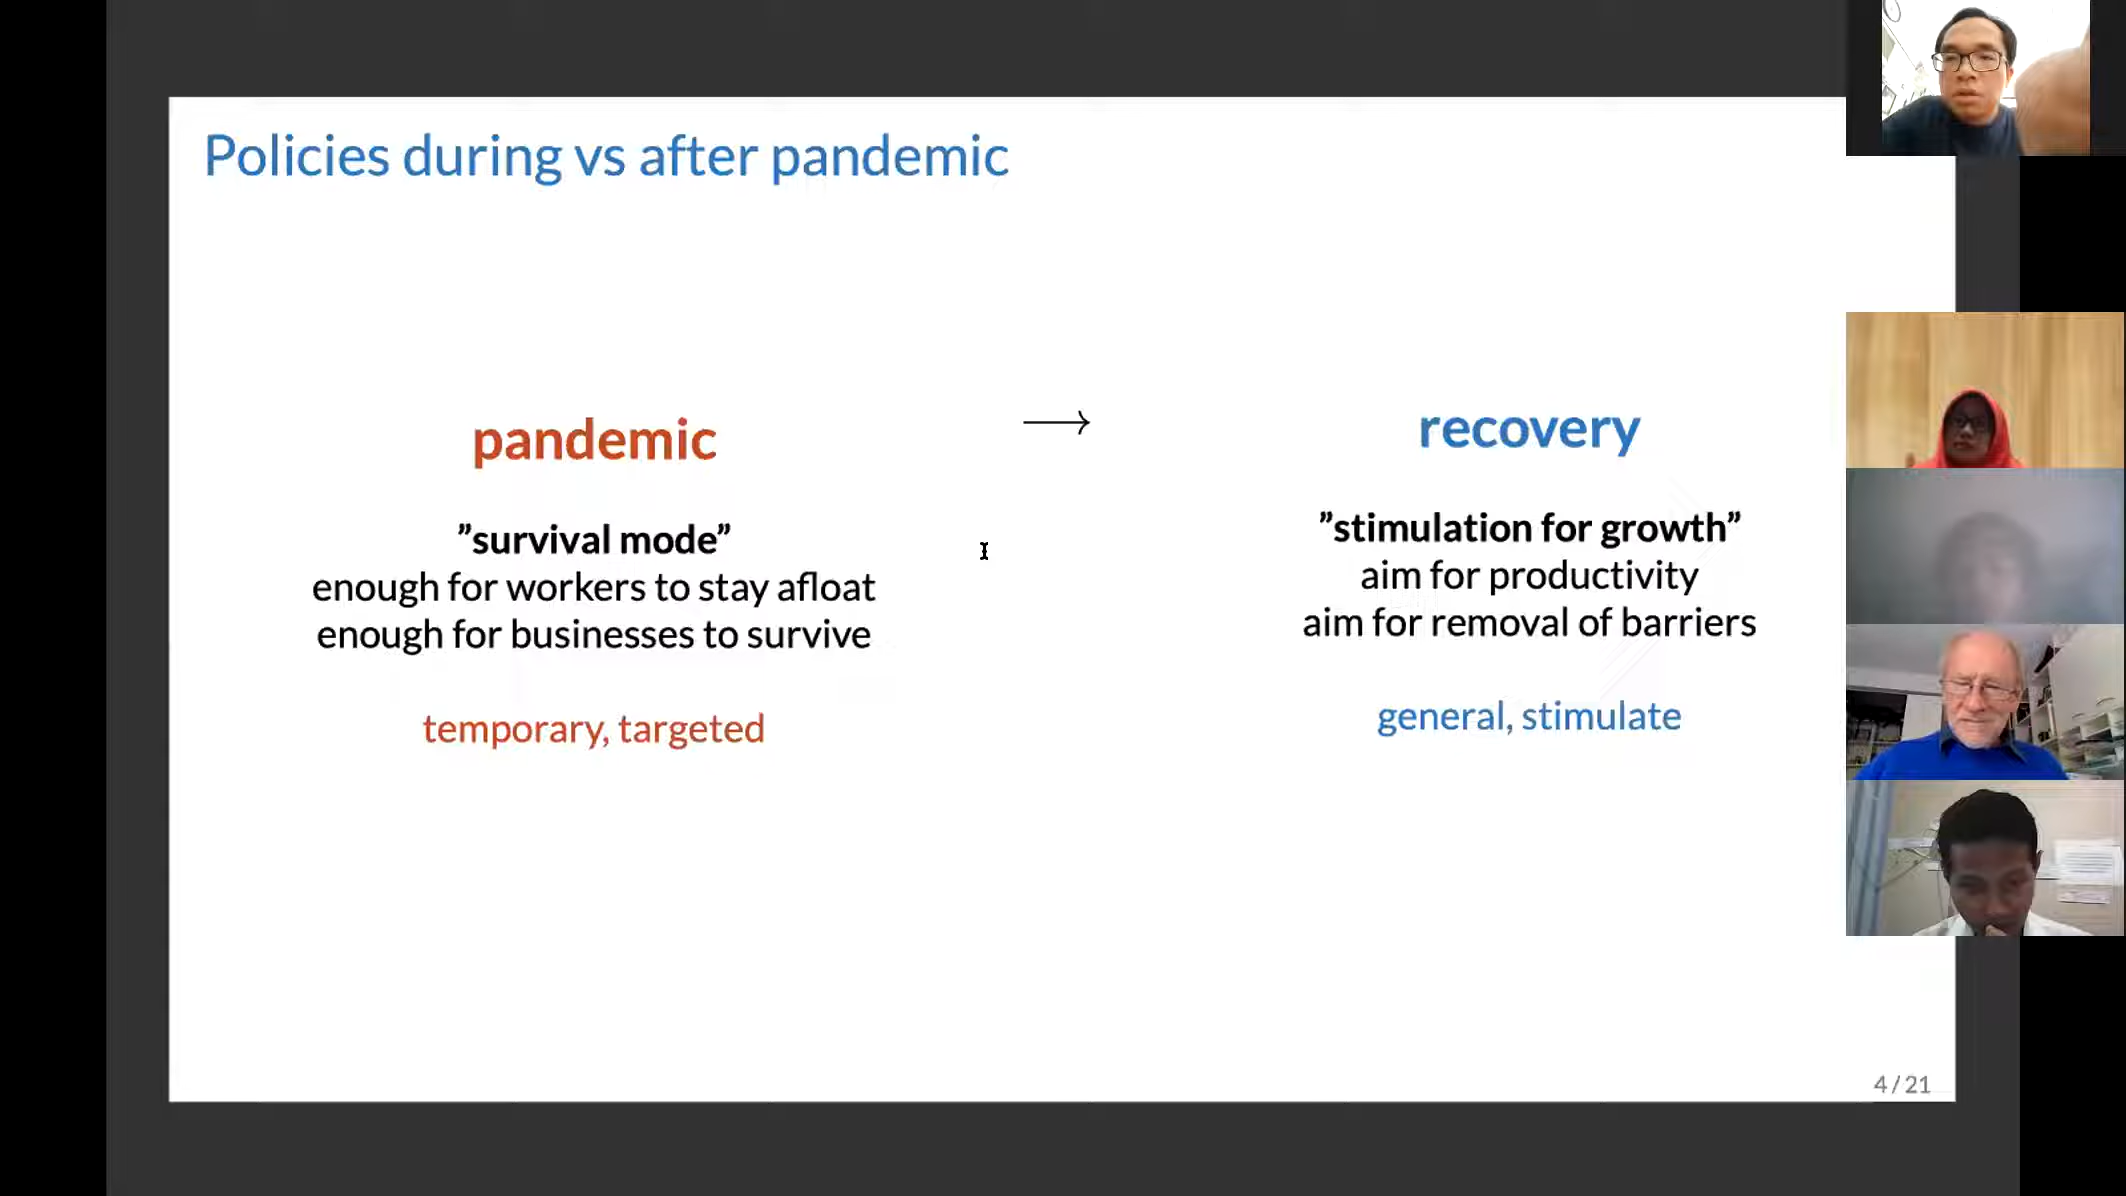 Policies during vs after pandemic
pandemic
”survival mode”
enough for workers to stay afloat
enough for businesses to survive
temporary, targeted
⟶
recovery
”stimulation for growth”
aim for productivity
aim for removal of barriers
general, stimulate
4 / 21